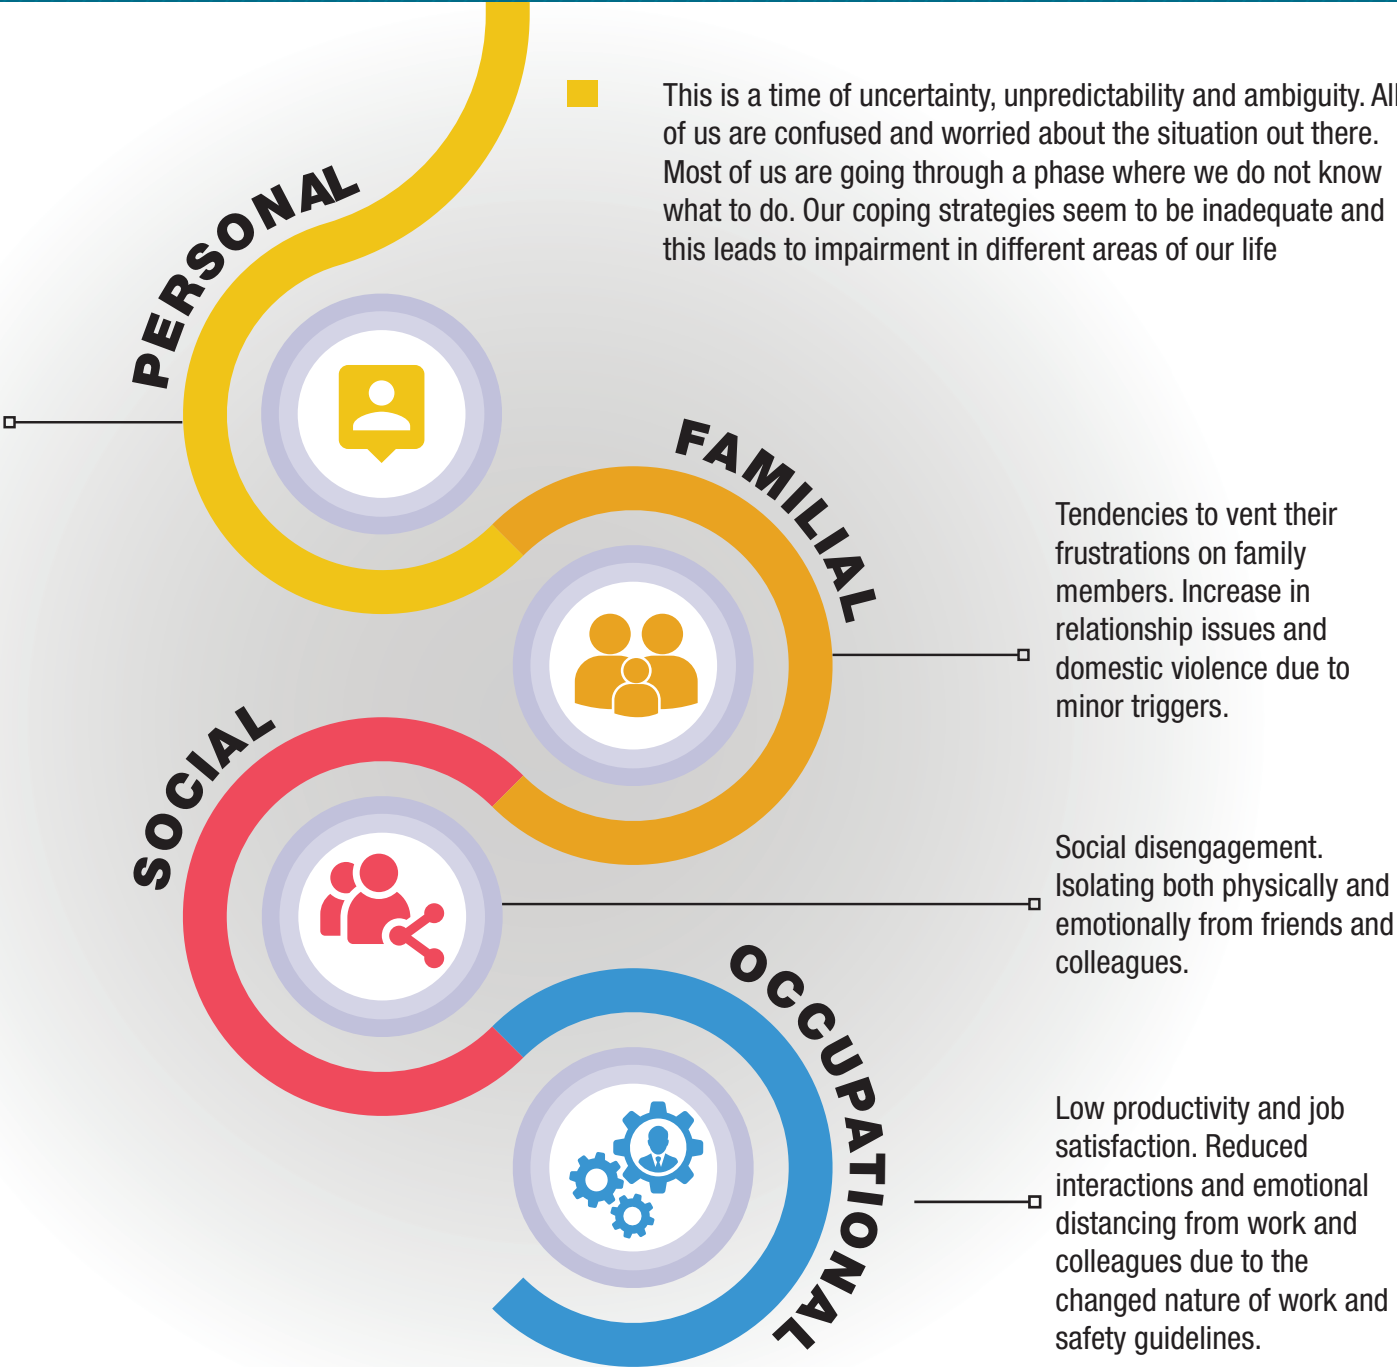 This is a time of uncertainty, unpredictability and ambiguity. All
of us are confused and worried about the situation out there.
Most of us are going through a phase where we do not know
what to do. Our coping strategies seem to be inadequate and
this leads to impairment in different areas of our life
PERSONAL
FAMILIAL
Tendencies to vent their
frustrations on family
members. Increase in
relationship issues and
domestic violence due to
minor triggers.
SOCIAL
Social disengagement.
Isolating both physically and
emotionally from friends and
colleagues.
OCCUPATIONAL
Low productivity and job
satisfaction. Reduced
interactions and emotional
distancing from work and
colleagues due to the
changed nature of work and
safety guidelines.